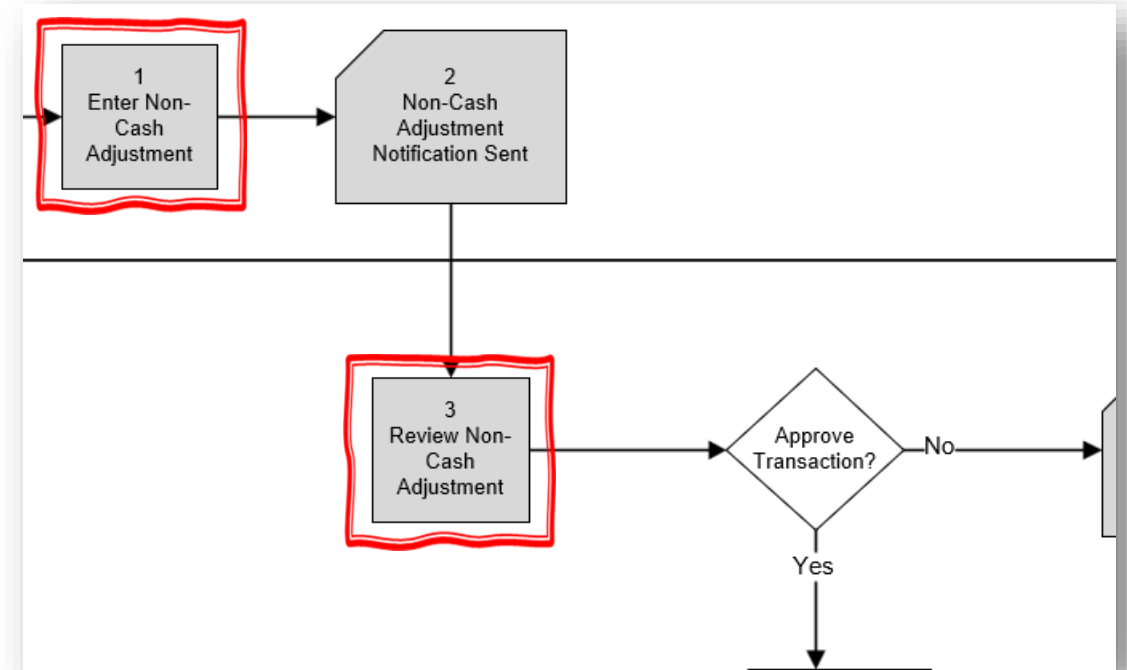 1
Enter Non-
Cash
Adjustment
2
Non-Cash
Adjustment
Notification Sent
3
Review Non-
Cash
Adjustment
Approve
Transaction?
No
Yes